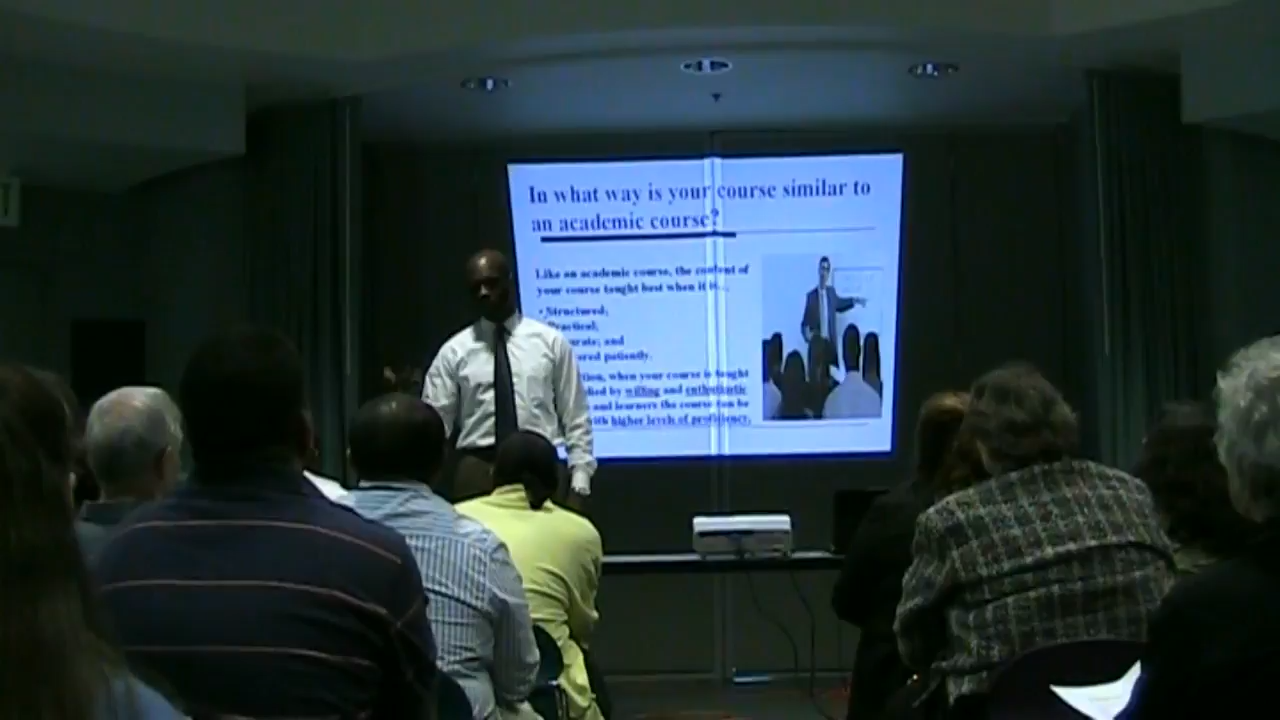 In what way is your course similar to
an academic course?
Like an academic course, the content of
your course taught best when it is...
• Structured;
Practical;
and
patiently.
when your course is taught
by willing and enthusiastic
and learners the course can be
with higher levels of proficiency.